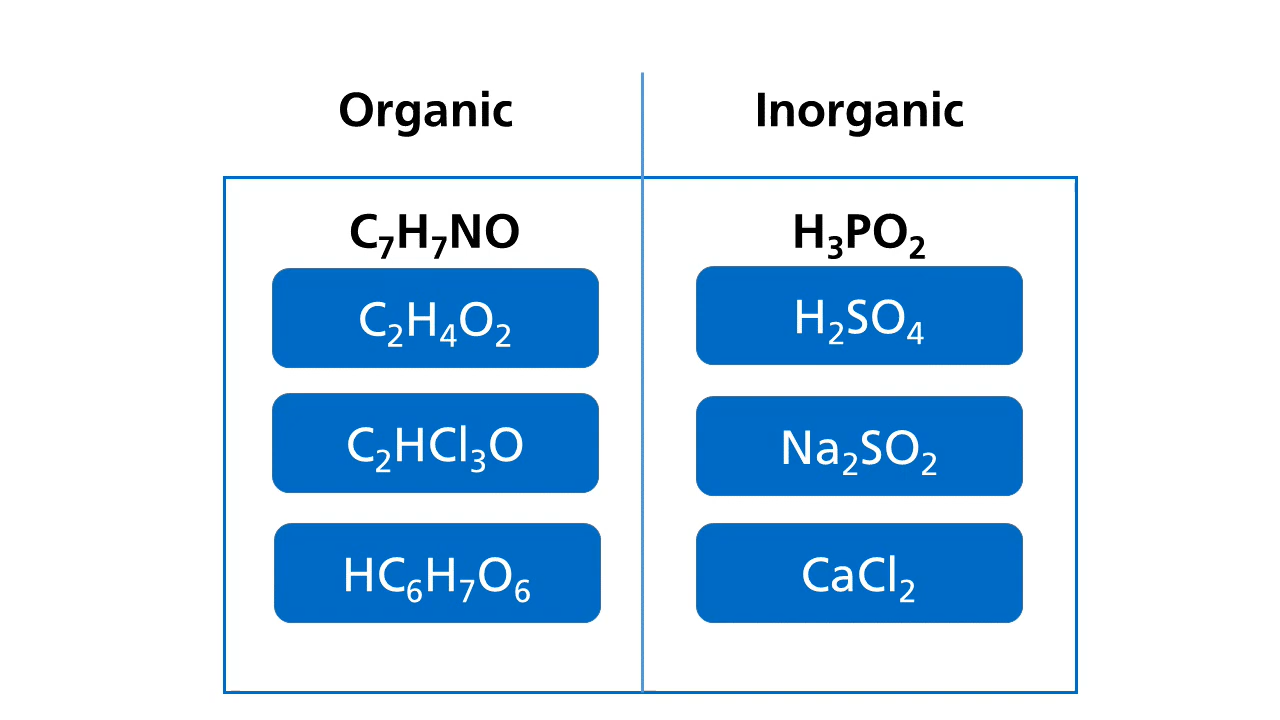 Organic
Inorganic
C₇H₇NO
H₃PO₂
C₂H₄O₂
H₂SO₄
C₂HCl₃O
Na₂SO₂
HC₆H₇O₆
CaCl₂